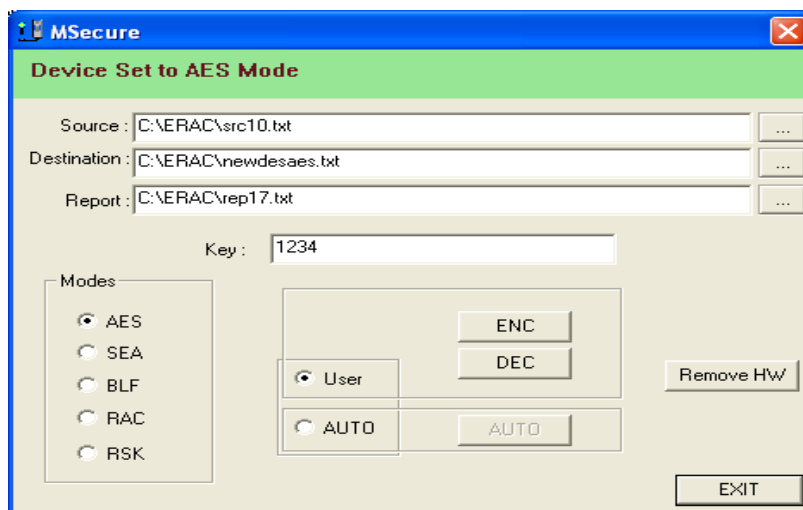 MSecure
Device Set to AES Mode
Source : C:\ERAC\src10.txt ...
Destination : C:\ERAC\newdesaes.txt ...
Report : C:\ERAC\rep17.txt ...
Key : 1234
Modes
AES
SEA
BLF
RAC
RSK
ENC
DEC
User
AUTO AUTO
Remove HW
EXIT